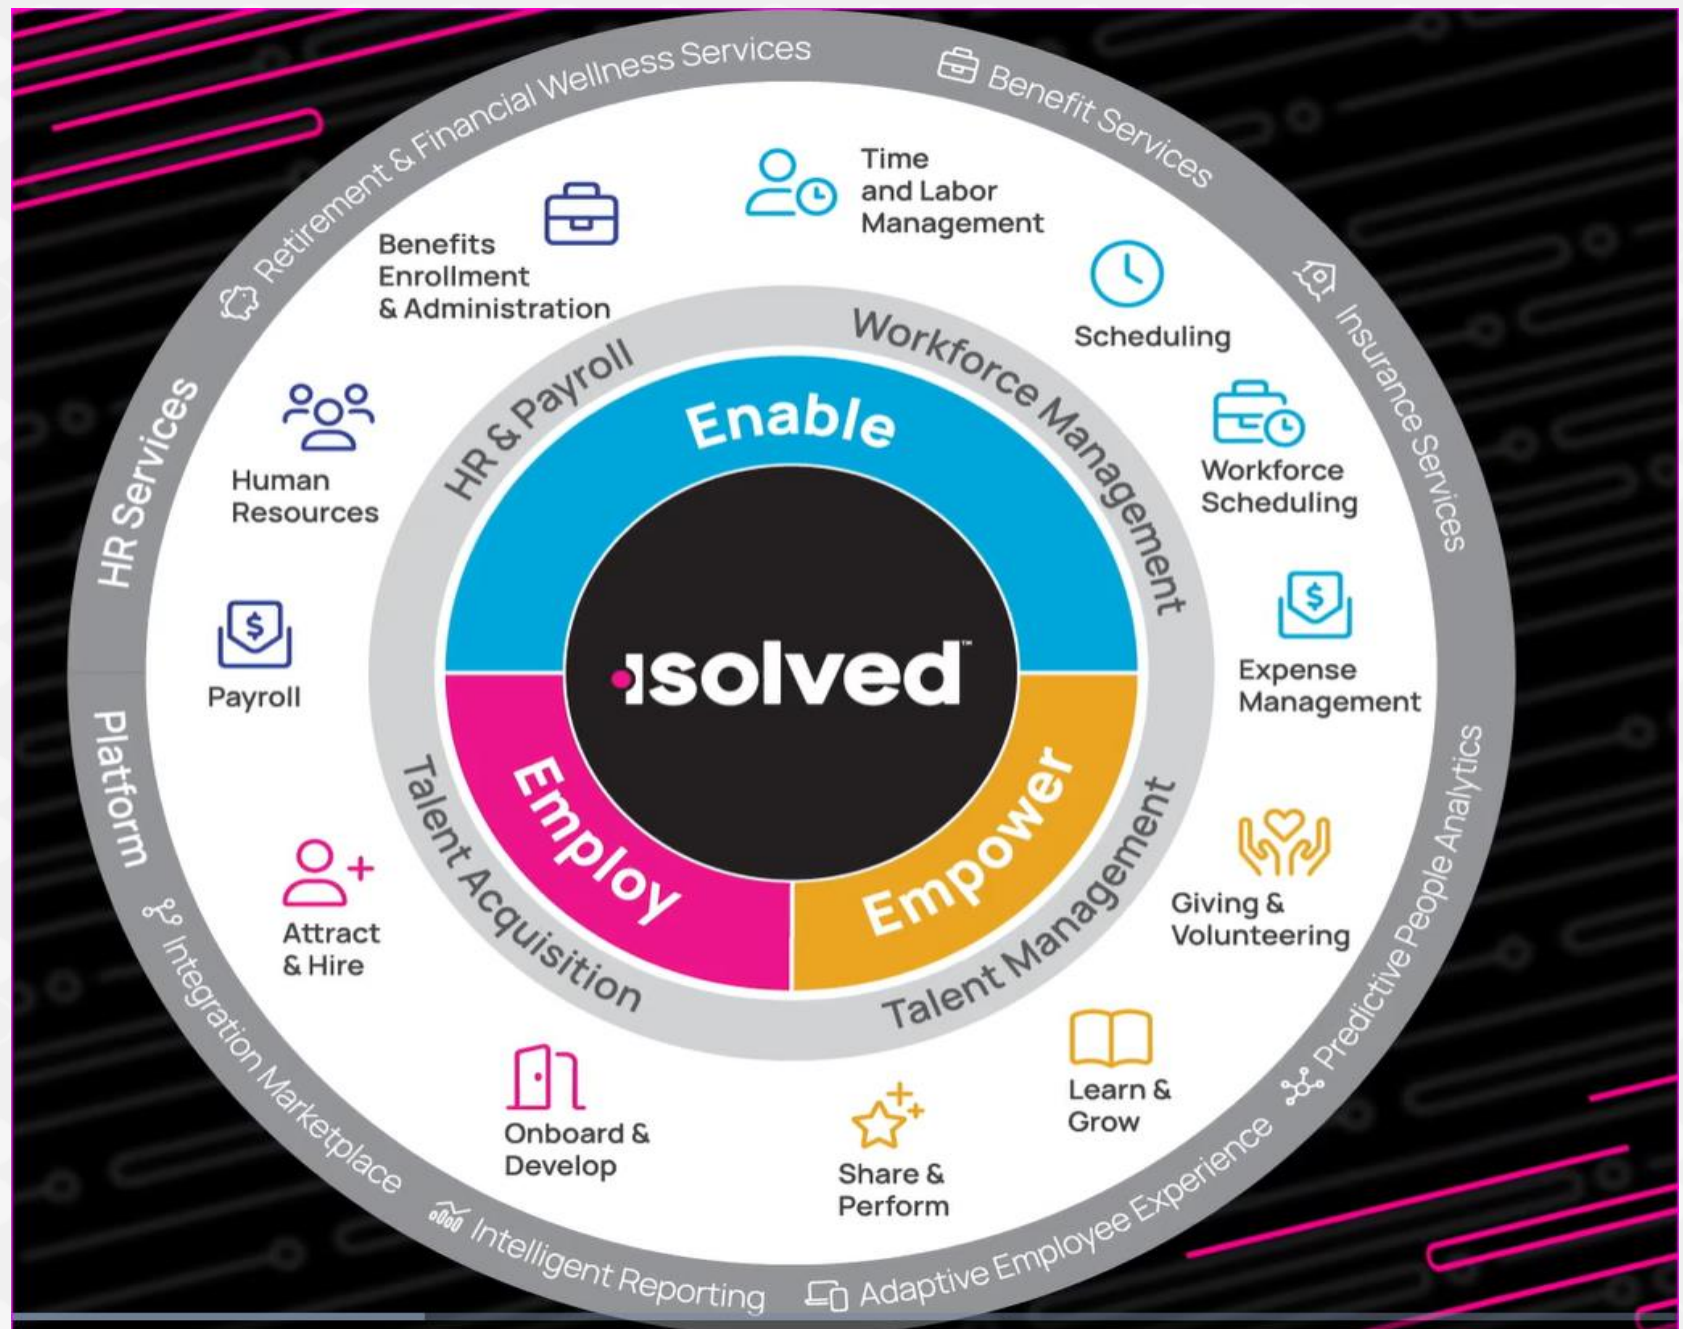 Retirement & Financial Wellness Services
Benefit Services
Insurance Services
HR Services
Benefits
Enrollment
& Administration
Time
and Labor
Management
Scheduling
Human
Resources
Workforce
Scheduling
Payroll
Expense
Management
HR & Payroll
Workforce Management
Enable
isolved™
Employ
Empower
Talent Acquisition
Talent Management
Attract
& Hire
Giving &
Volunteering
Onboard &
Develop
Share &
Perform
Learn &
Grow
Platform
Integration Marketplace
Intelligent Reporting
Adaptive Employee Experience
Predictive People Analytics